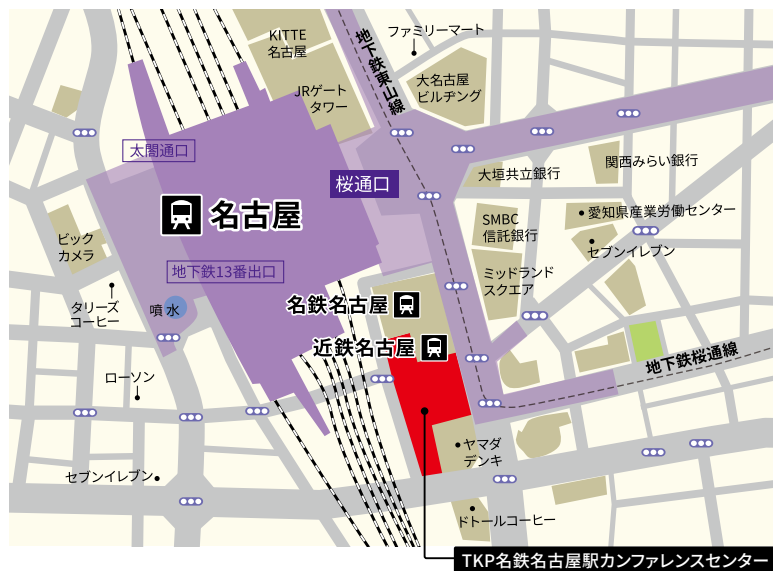 KITTE
名古屋
ファミリーマート
地下鉄東山線
JRゲート
タワー
大名古屋
ビルヂング
太閤通口
桜通口
大垣共立銀行
関西みらい銀行
名古屋
SMBC
信託銀行
愛知県産業労働センター
ビック
カメラ
セブンイレブン
地下鉄13番出口
ミッドランド
スクエア
タリーズ
コーヒー
噴水
名鉄名古屋
近鉄名古屋
地下鉄桜通線
ローソン
ヤマダ
デンキ
セブンイレブン
ドトールコーヒー
TKP名鉄名古屋駅カンファレンスセンター